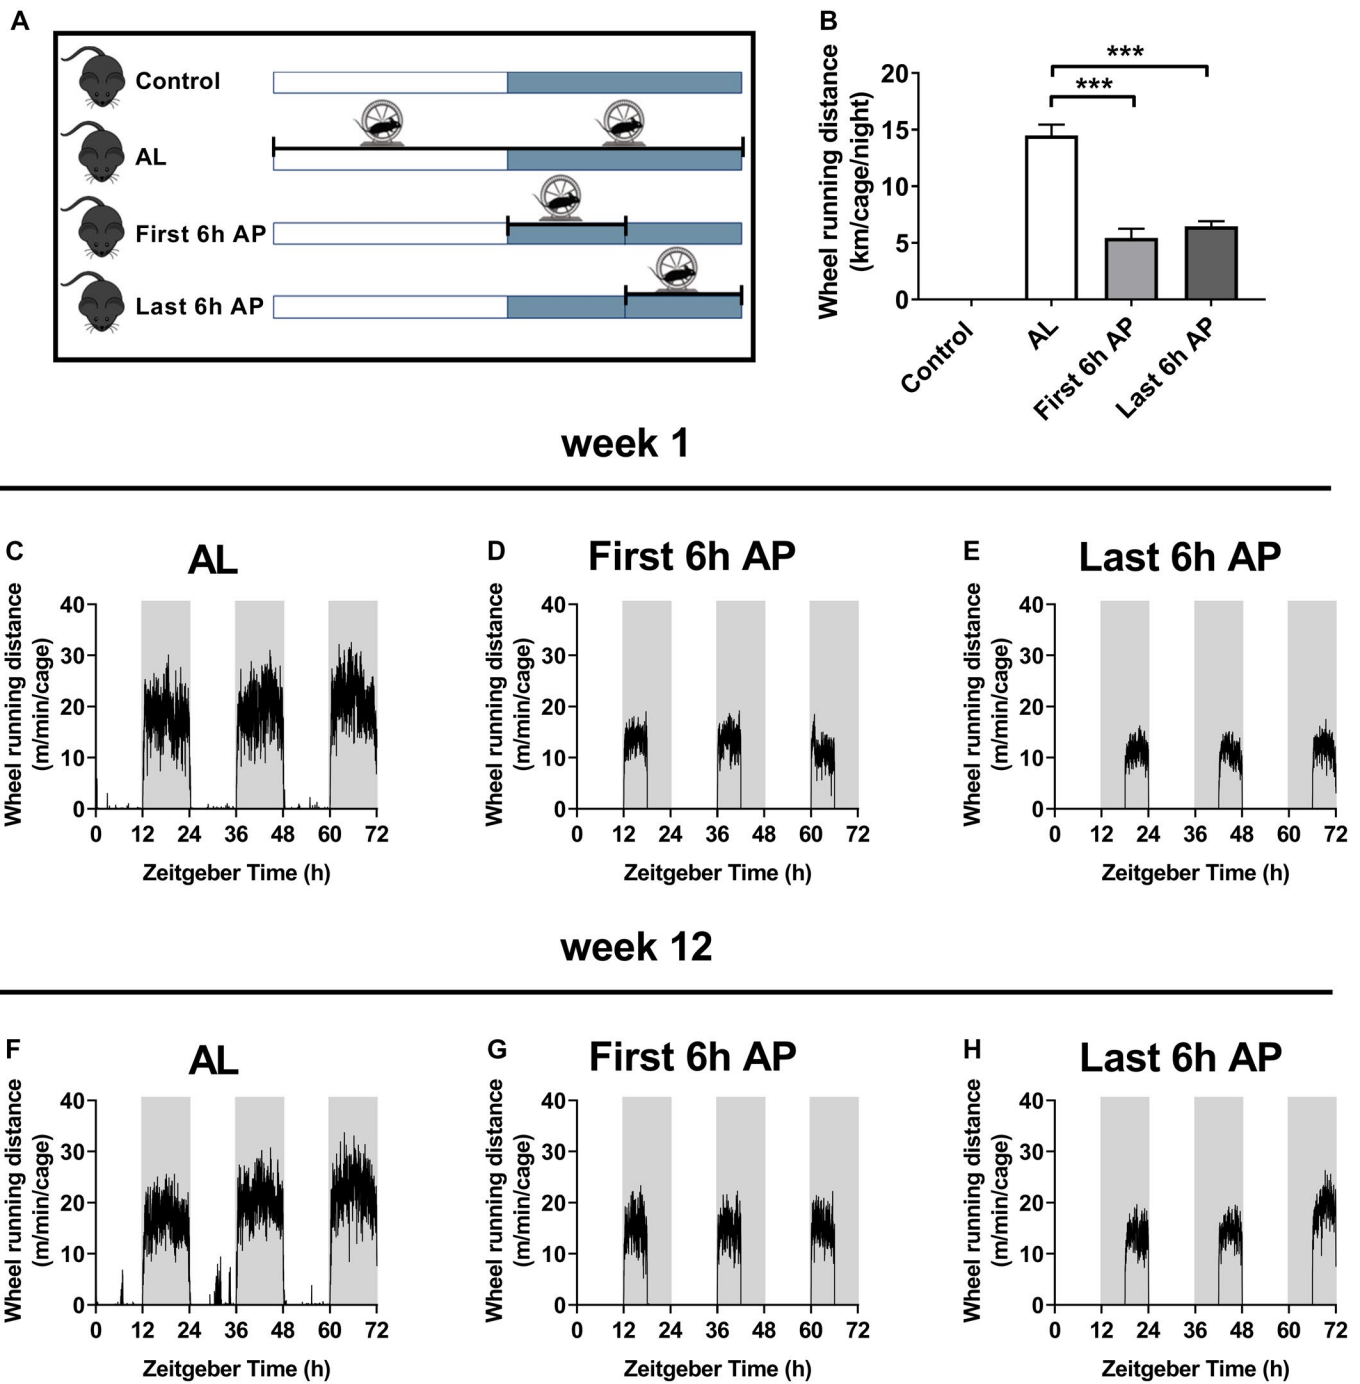 A
Control
AL
First 6h AP
Last 6h AP
B
Wheel running distance
(km/cage/night)
20
15
10
5
0
***
***
Control
AL
First 6h AP
Last 6h AP
week 1
C
AL
Wheel running distance
(m/min/cage)
40
30
20
10
0
0 12 24 36 48 60 72
Zeitgeber Time (h)
D
First 6h AP
Wheel running distance
(m/min/cage)
40
30
20
10
0
0 12 24 36 48 60 72
Zeitgeber Time (h)
E
Last 6h AP
Wheel running distance
(m/min/cage)
40
30
20
10
0
0 12 24 36 48 60 72
Zeitgeber Time (h)
week 12
F
AL
Wheel running distance
(m/min/cage)
40
30
20
10
0
0 12 24 36 48 60 72
Zeitgeber Time (h)
G
First 6h AP
Wheel running distance
(m/min/cage)
40
30
20
10
0
0 12 24 36 48 60 72
Zeitgeber Time (h)
H
Last 6h AP
Wheel running distance
(m/min/cage)
40
30
20
10
0
0 12 24 36 48 60 72
Zeitgeber Time (h)